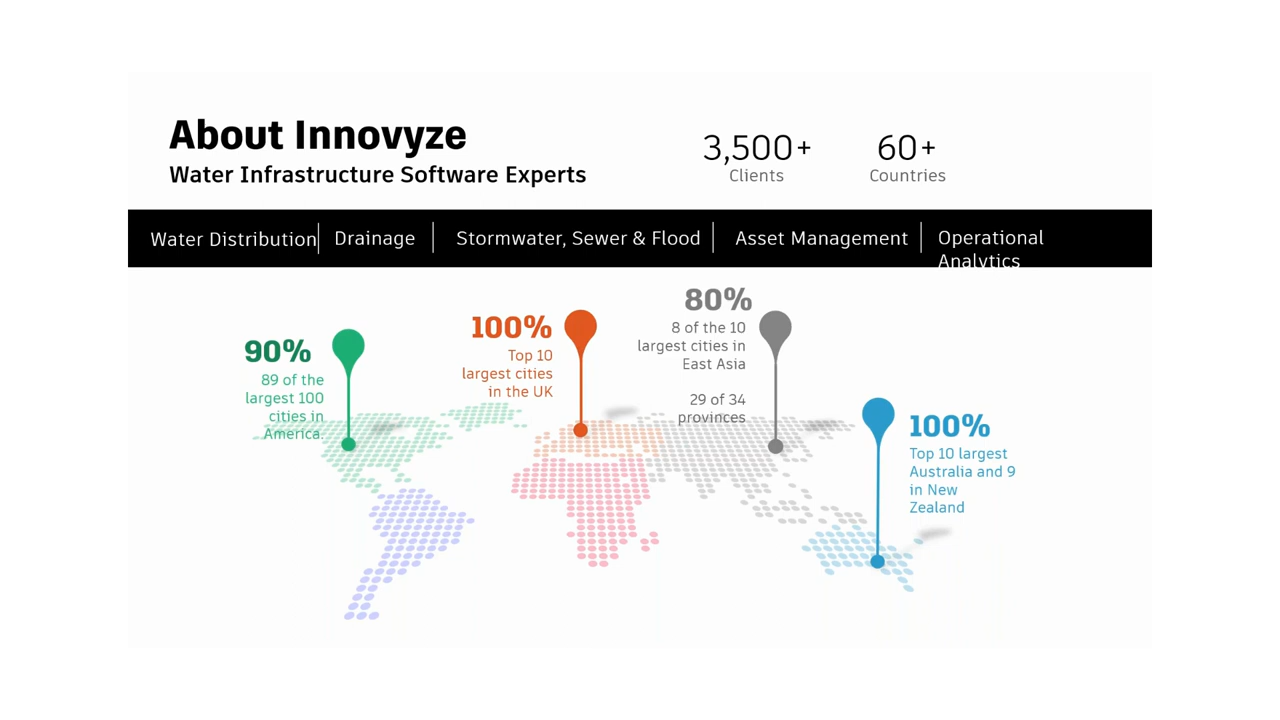 About Innovyze
Water Infrastructure Software Experts
3,500+
Clients
60+
Countries
Water Distribution
Drainage
Stormwater, Sewer & Flood
Asset Management
Operational
Analytics
90%
89 of the
largest 100
cities in
America.
100%
Top 10
largest cities
in the UK
80%
8 of the 10
largest cities in
East Asia
29 of 34
provinces
100%
Top 10 largest
Australia and 9
in New
Zealand